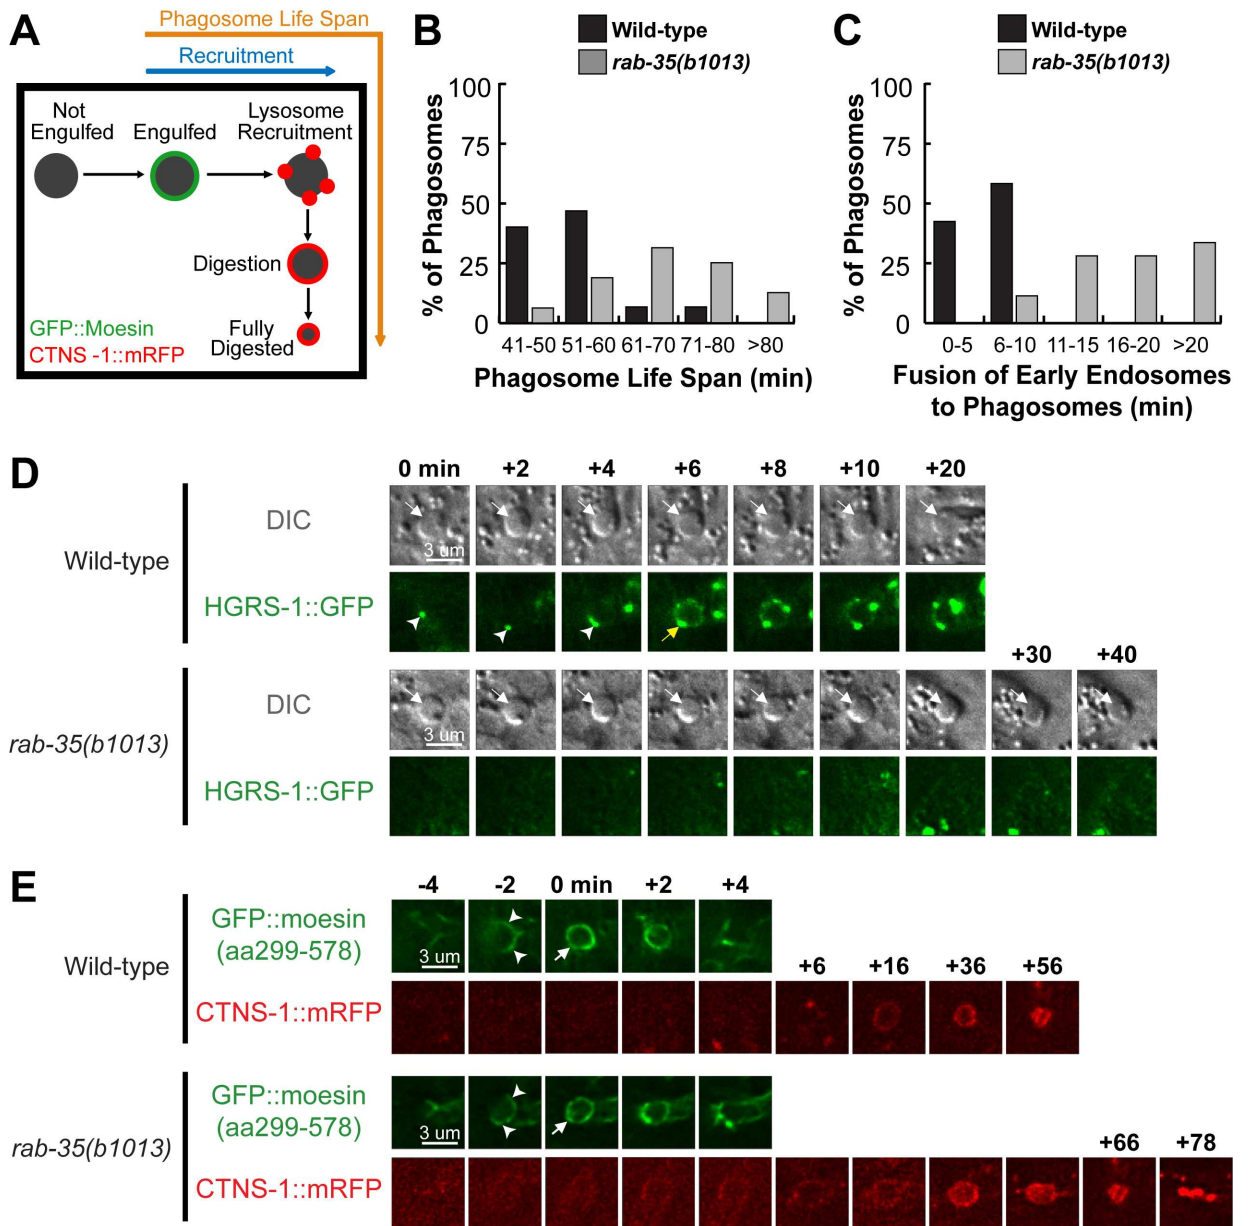 A
Phagosome Life Span
Recruitment
Not
Engulfed
Engulfed
Lysosome
Recruitment
Digestion
Fully
Digested
GFP::Moesin
CTNS -1::mRFP
B
Wild-type
rab-35(b1013)
% of Phagosomes
100
75
50
25
0
41-50 51-60 61-70 71-80 >80
Phagosome Life Span (min)
C
Wild-type
rab-35(b1013)
% of Phagosomes
100
75
50
25
0
0-5 6-10 11-15 16-20 >20
Fusion of Early Endosomes
to Phagosomes (min)
D
0 min +2 +4 +6 +8 +10 +20
Wild-type
DIC
3 um
HGRS-1::GFP
+30 +40
rab-35(b1013)
DIC
3 um
HGRS-1::GFP
E
-4 -2 0 min +2 +4
Wild-type
GFP::moesin
(aa299-578)
3 um
+6 +16 +36 +56
CTNS-1::mRFP
rab-35(b1013)
GFP::moesin
(aa299-578)
3 um
+66 +78
CTNS-1::mRFP